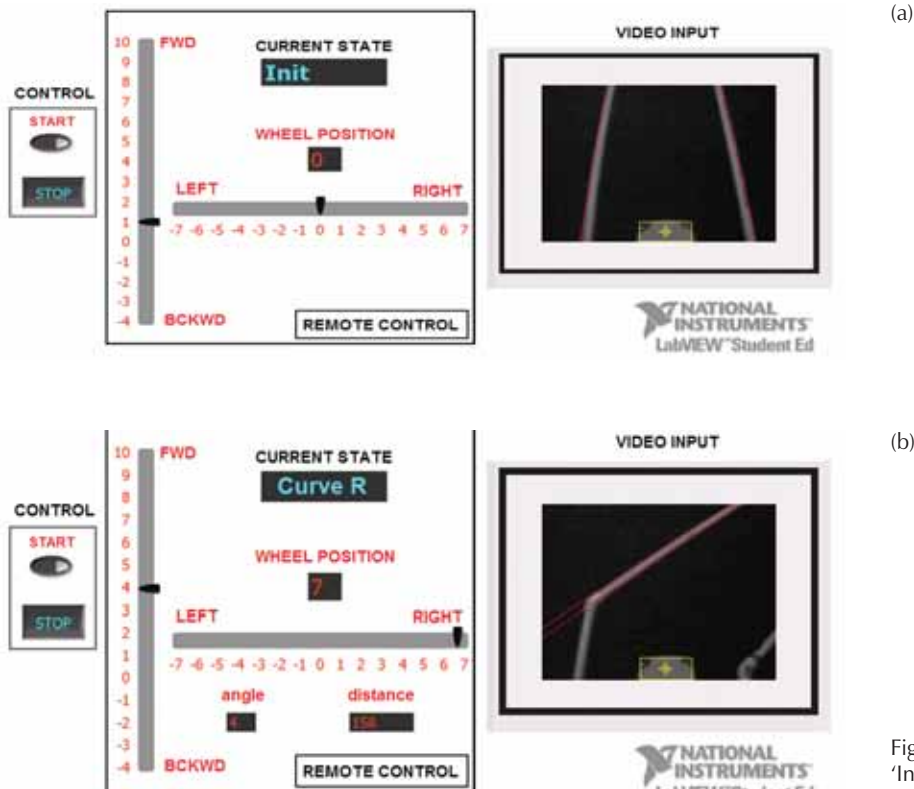 (a)
VIDEO INPUT
CURRENT STATE
Init
CONTROL
START
STOP
10 FWD
9
8
7
6
5
4
3
2
1
0
-1
-2
-3
-4 BCKWD
WHEEL POSITION
0
LEFT RIGHT
-7 -6 -5 -4 -3 -2 -1 0 1 2 3 4 5 6 7
REMOTE CONTROL
NATIONAL
INSTRUMENTS
LabVIEW™ Student Ed
(b)
VIDEO INPUT
CURRENT STATE
Curve R
CONTROL
START
STOP
10 FWD
9
8
7
6
5
4
3
2
1
0
-1
-2
-3
-4 BCKWD
WHEEL POSITION
7
LEFT RIGHT
-7 -6 -5 -4 -3 -2 -1 0 1 2 3 4 5 6 7
angle distance
4
REMOTE CONTROL
NATIONAL
INSTRUMENTS
Fig
'In